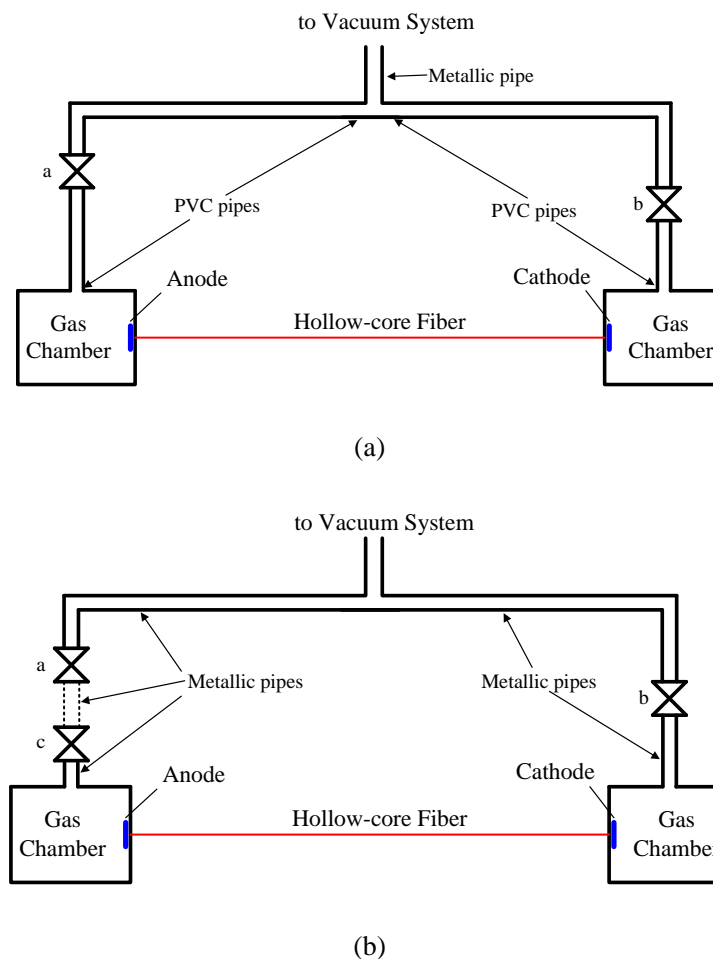 to Vacuum System
Metallic pipe
a
PVC pipes
PVC pipes
b
Anode
Cathode
Gas
Chamber
Hollow-core Fiber
Gas
Chamber
(a)
to Vacuum System
a
Metallic pipes
Metallic pipes
b
c
Anode
Cathode
Gas
Chamber
Hollow-core Fiber
Gas
Chamber
(b)